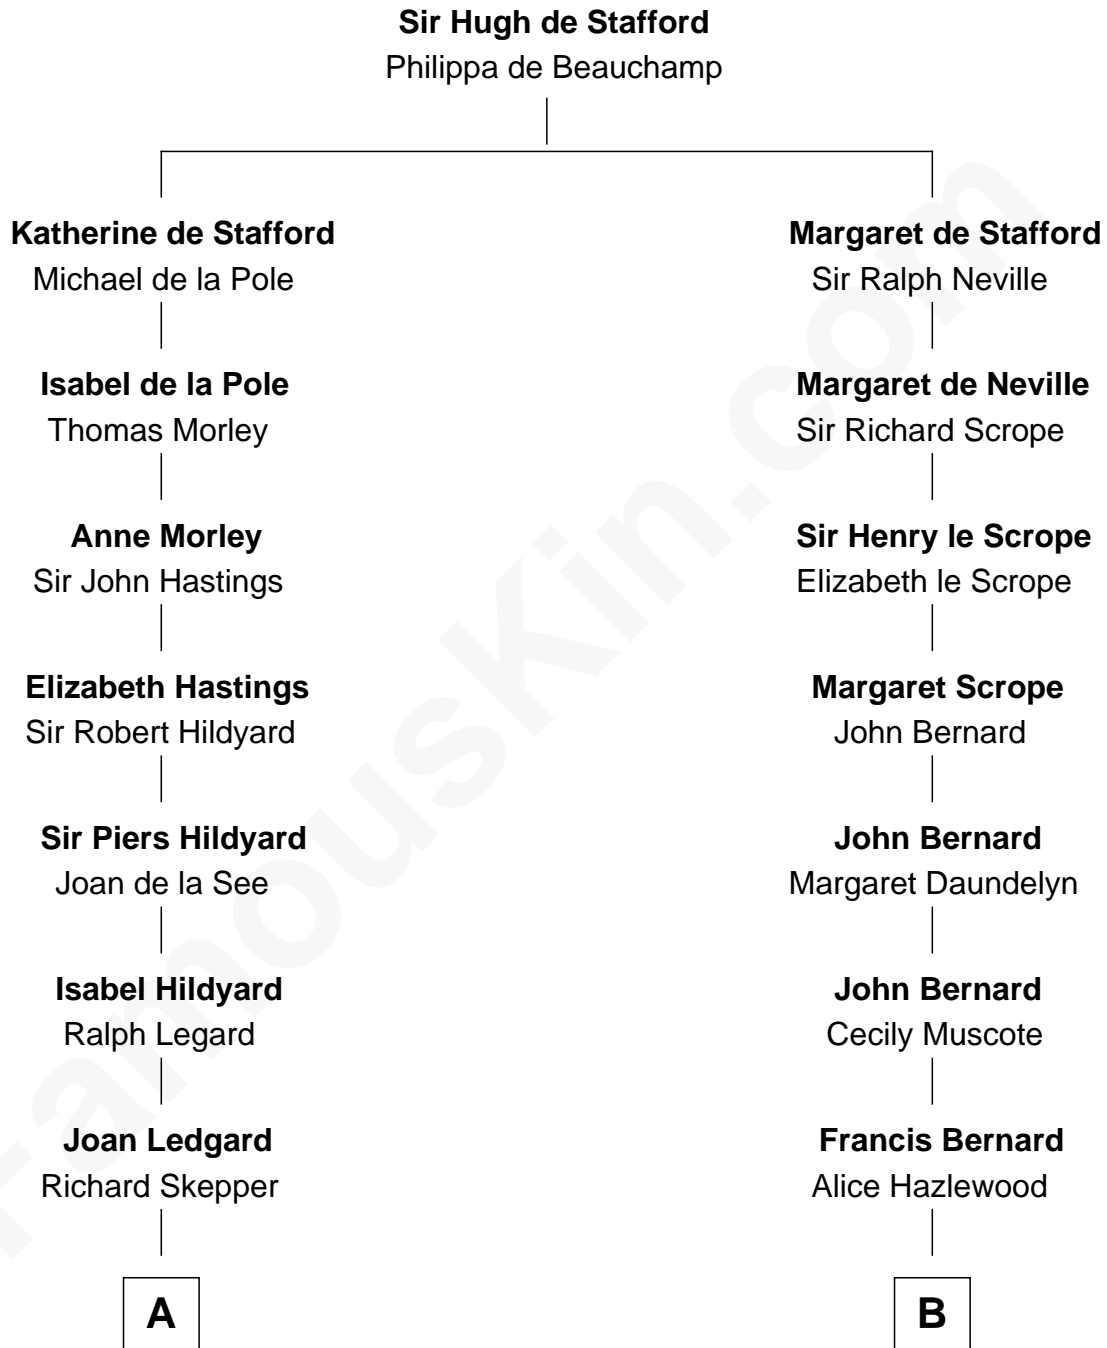 Sir Hugh de Stafford
Philippa de Beauchamp
Katherine de Stafford
Michael de la Pole
Isabel de la Pole
Thomas Morley
Anne Morley
Sir John Hastings
Elizabeth Hastings
Sir Robert Hildyard
Sir Piers Hildyard
Joan de la See
Isabel Hildyard
Ralph Legard
Joan Ledgard
Richard Skepper
A
Margaret de Stafford
Sir Ralph Neville
Margaret de Neville
Sir Richard Scrope
Sir Henry le Scrope
Elizabeth le Scrope
Margaret Scrope
John Bernard
John Bernard
Margaret Daundelyn
John Bernard
Cecily Muscote
Francis Bernard
Alice Hazlewood
B
FamousKin.com